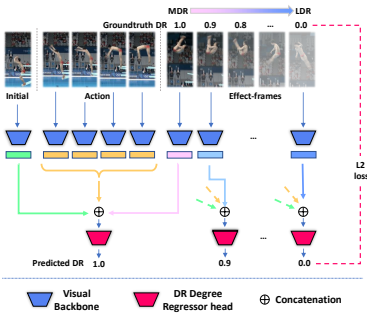 MDR LDR
Groundtruth DR 1.0 0.9 0.8 ... 0.0
Initial Action Effect-frames
...
L2
loss
...
Predicted DR 1.0 0.9 0.0
Visual
Backbone
DR Degree
Regressor head
Concatenation